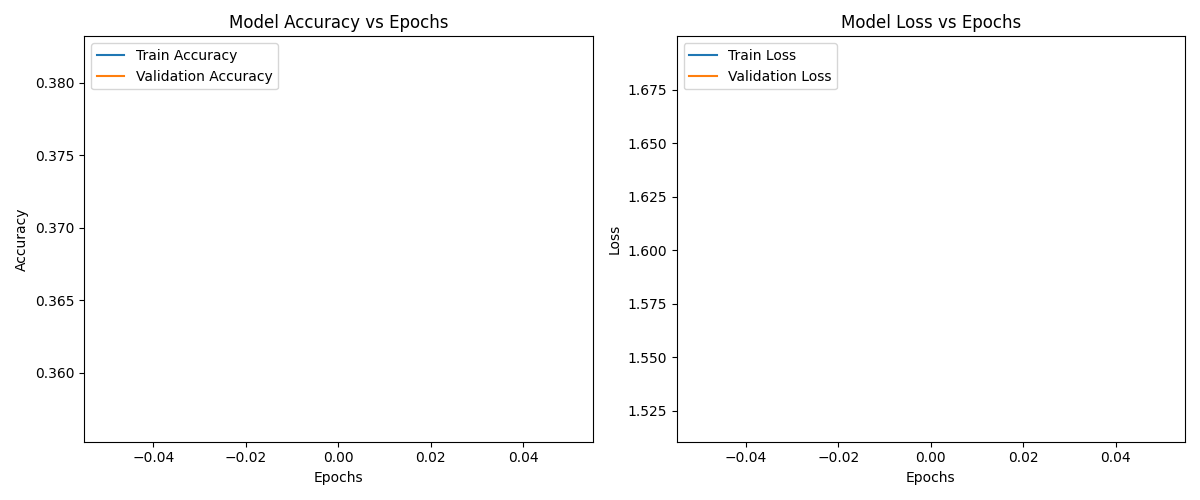 Model Accuracy vs Epochs
Train Accuracy
Validation Accuracy
0.380
0.375
0.370
0.365
0.360
Accuracy
−0.04 −0.02 0.00 0.02 0.04
Epochs
Model Loss vs Epochs
Train Loss
Validation Loss
1.675
1.650
1.625
1.600
1.575
1.550
1.525
Loss
−0.04 −0.02 0.00 0.02 0.04
Epochs